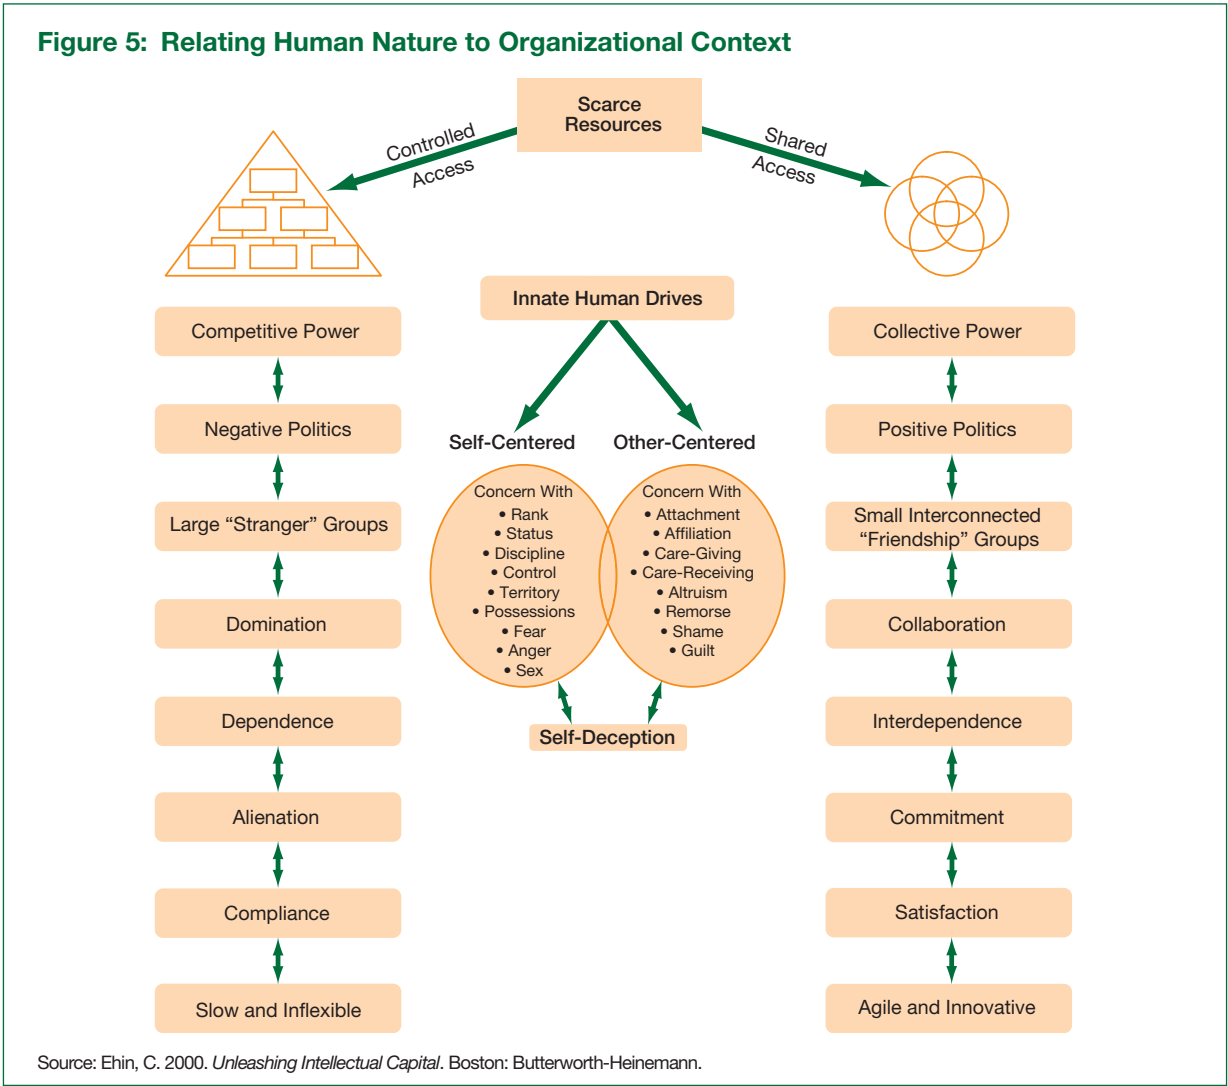 Figure 5:  Relating Human Nature to Organizational Context
Scarce
Resources
Controlled
Access
Shared
Access
Innate Human Drives
Competitive Power
Negative Politics
Large “Stranger” Groups
Domination
Dependence
Alienation
Compliance
Slow and Inflexible
Self-Centered
Concern With
• Rank
• Status
• Discipline
• Control
• Territory
• Possessions
• Fear
• Anger
• Sex
Other-Centered
Concern With
• Attachment
• Affiliation
• Care-Giving
• Care-Receiving
• Altruism
• Remorse
• Shame
• Guilt
Self-Deception
Collective Power
Positive Politics
Small Interconnected
“Friendship” Groups
Collaboration
Interdependence
Commitment
Satisfaction
Agile and Innovative
Source: Ehin, C. 2000. Unleashing Intellectual Capital. Boston: Butterworth-Heinemann.